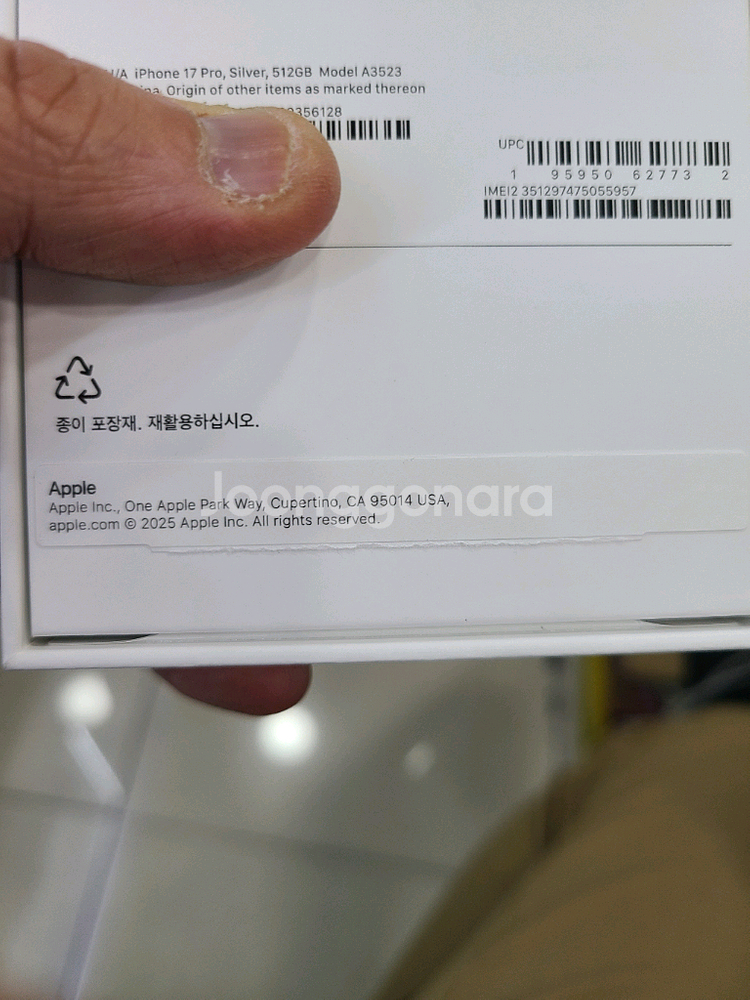 /A iPhone 17 Pro, Silver, 512GB Model A3523
Origin of other items as marked thereon
356128
UPC
1 95950 62773 2
IMEI2 351297475055957
종이 포장재. 재활용하십시오.
Joonggonara
Apple
Apple Inc., One Apple Park Way, Cupertino, CA 95014 USA,
apple.com © 2025 Apple Inc. All rights reserved.